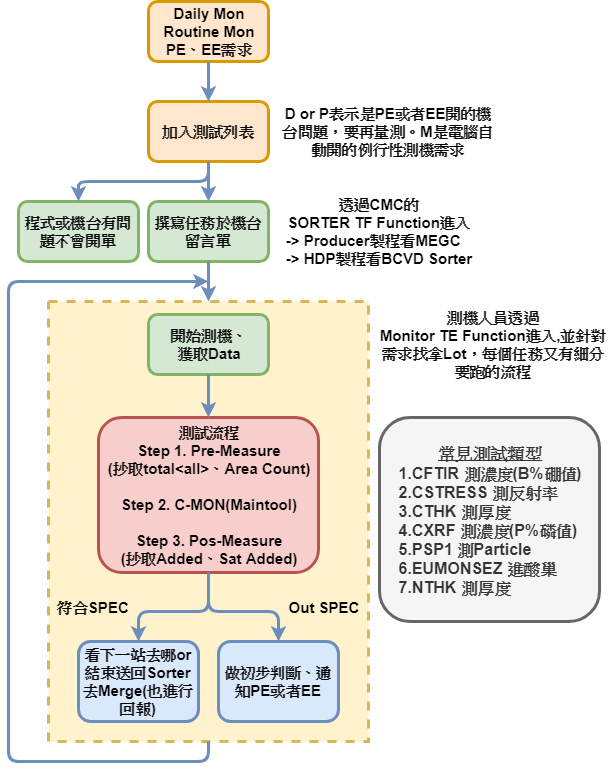 Daily Mon
Routine Mon
PE、EE需求
加入測試列表
D or P表示是PE或者EE開的機
台問題，要再量測。M是電腦自
動開的例行性測機需求
程式或機台有問
題不會開單
撰寫任務於機台
留言單
透過CMC的
SORTER TF Function進入
-> Producer製程看MEGC
-> HDP製程看BCVD Sorter
開始測機、
獲取Data
測機人員透過
Monitor TE Function進入,並針對
需求找拿Lot，每個任務又有細分
要跑的流程
測試流程
Step 1. Pre-Measure
(抄取total<all>、Area Count)
Step 2. C-MON(Maintool)
Step 3. Pos-Measure
(抄取Added、Sat Added)
常見測試類型
1.CFTIR 測濃度(B%硼值)
2.CSTRESS 測反射率
3.CTHK 測厚度
4.CXRF 測濃度(P%磷值)
5.PSP1 測Particle
6.EUMONSEZ 進酸巢
7.NTHK 測厚度
符合SPEC
Out SPEC
看下一站去哪or
結束送回Sorter
去Merge(也進行
回報)
做初步判斷、通
知PE或者EE